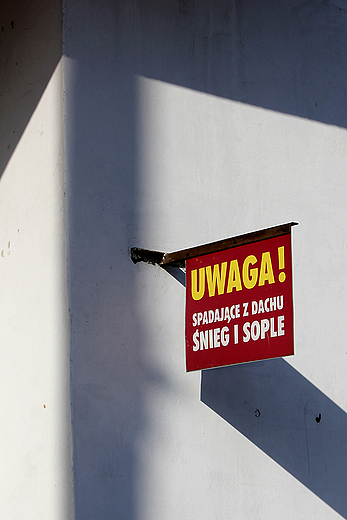 UWAGA!
SPADAJĄCE Z DACHU
ŚNIEG I SOPLE